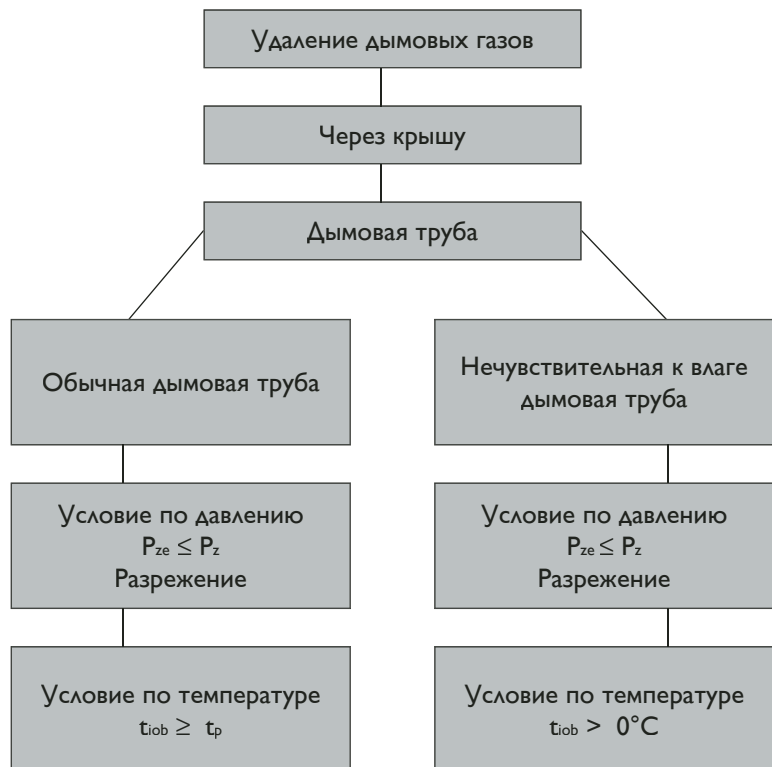 Удаление дымовых газов
Через крышу
Дымовая труба
Обычная дымовая труба
Нечувствительная к влаге
дымовая труба
Условие по давлению
Pze ≤ Pz
Разрежение
Условие по давлению
Pze ≤ Pz
Разрежение
Условие по температуре
tiob ≥ tp
Условие по температуре
tiob > 0°C